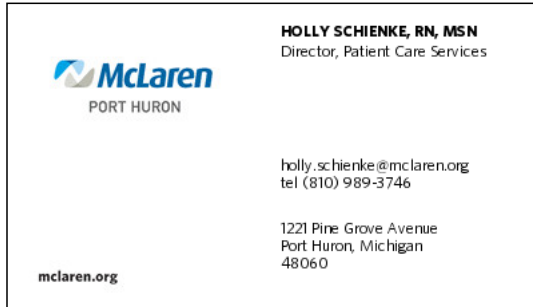 McLaren
PORT HURON
mclaren.org
HOLLY SCHIENKE, RN, MSN
Director, Patient Care Services
holly.schienke@mclaren.org
tel (810) 989-3746
1221 Pine Grove Avenue
Port Huron, Michigan
48060